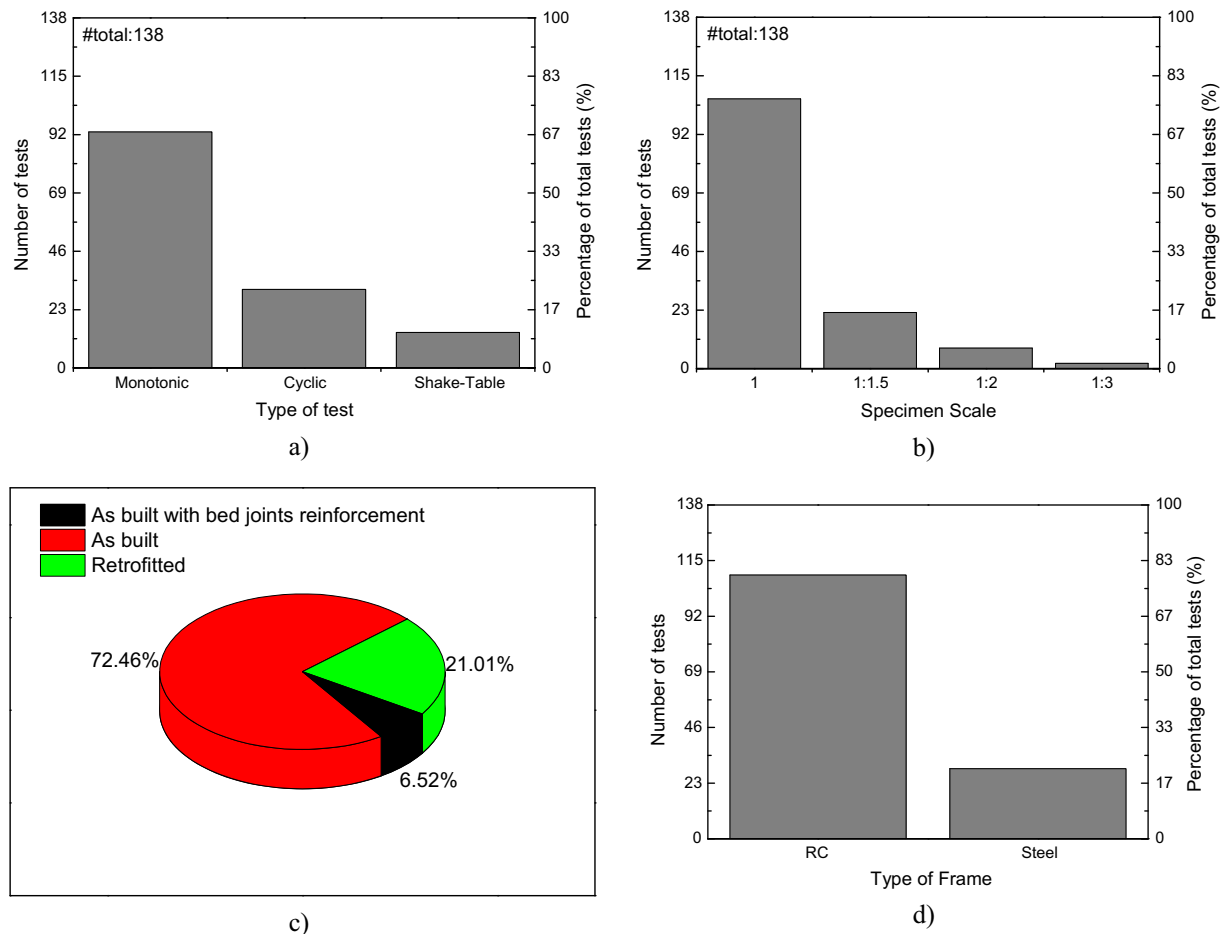 #total:138
138
115
92
69
46
23
0
Number of tests
100
83
67
50
33
17
0
Percentage of total tests (%)
Monotonic
Cyclic
Shake-Table
Type of test
a)
#total:138
138
115
92
69
46
23
0
Number of tests
100
83
67
50
33
17
0
Percentage of total tests (%)
1
1:1.5
1:2
1:3
Specimen Scale
b)
As built with bed joints reinforcement
As built
Retrofitted
72.46%
21.01%
6.52%
c)
138
115
92
69
46
23
0
Number of tests
100
83
67
50
33
17
0
Percentage of total tests (%)
RC
Steel
Type of Frame
d)